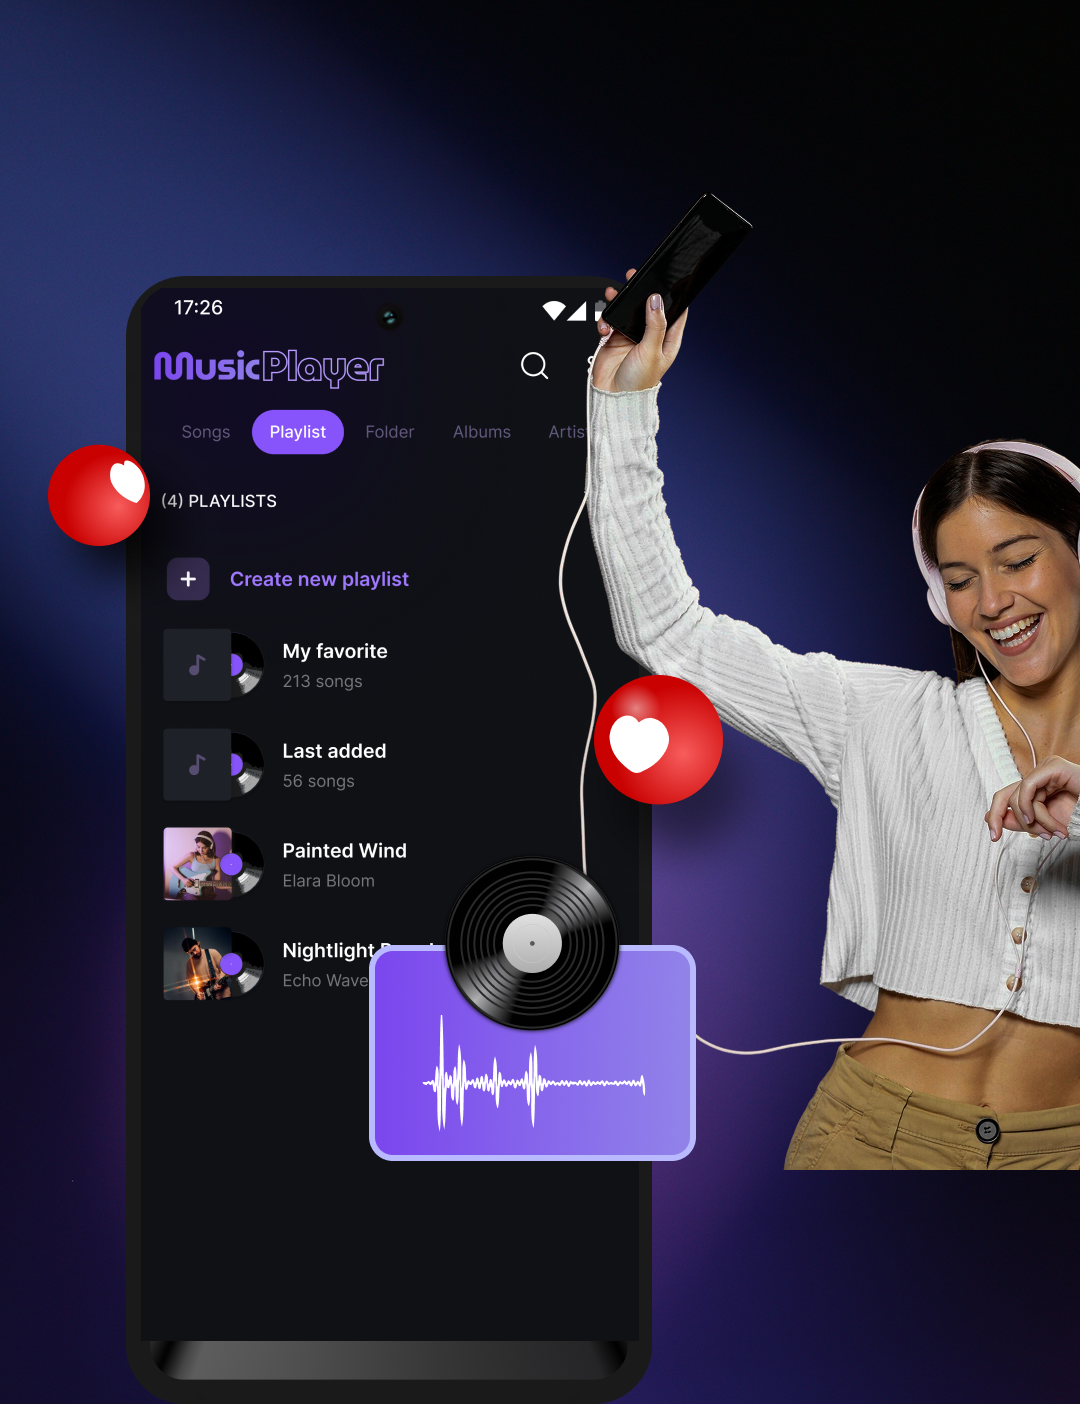 17:26
MusicPlayer
Songs Playlist Folder Albums
(4) PLAYLISTS
Create new playlist
My favorite
213 songs
Last added
56 songs
Painted Wind
Elara Bloom
Nightlight
Echo Wave